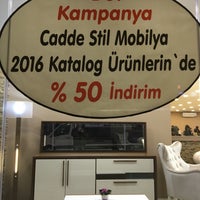 Kampanya
Cadde Stil Mobilya
2016 Katalog Ürünlerin`de
% 50 İndirim